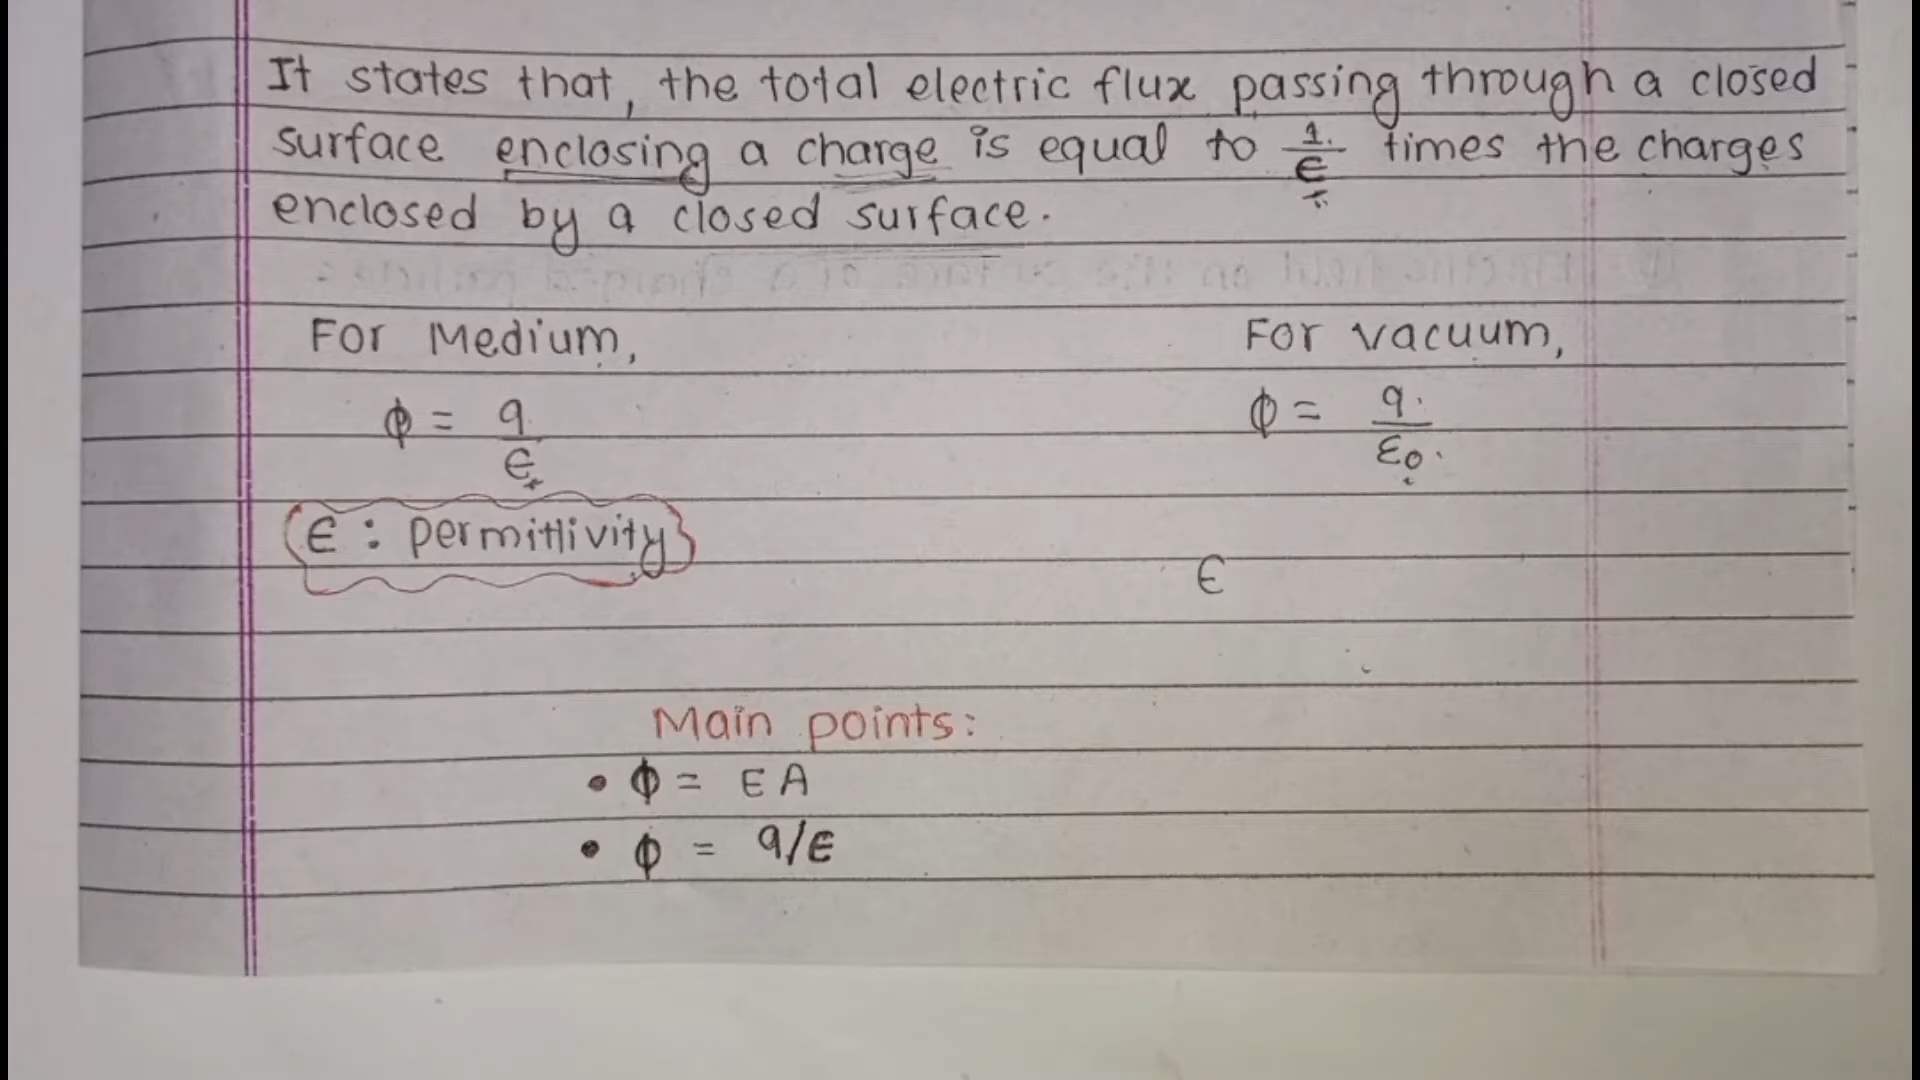 It states that, the total electric flux passing through a closed
surface enclosing a charge is equal to 1/ε times the charges
enclosed by a closed surface.
For Medium, For vacuum,
ϕ = q/ε ϕ = q/ε₀
ε : permittivity
ε
Main points:
• ϕ = EA
• ϕ = q/ε